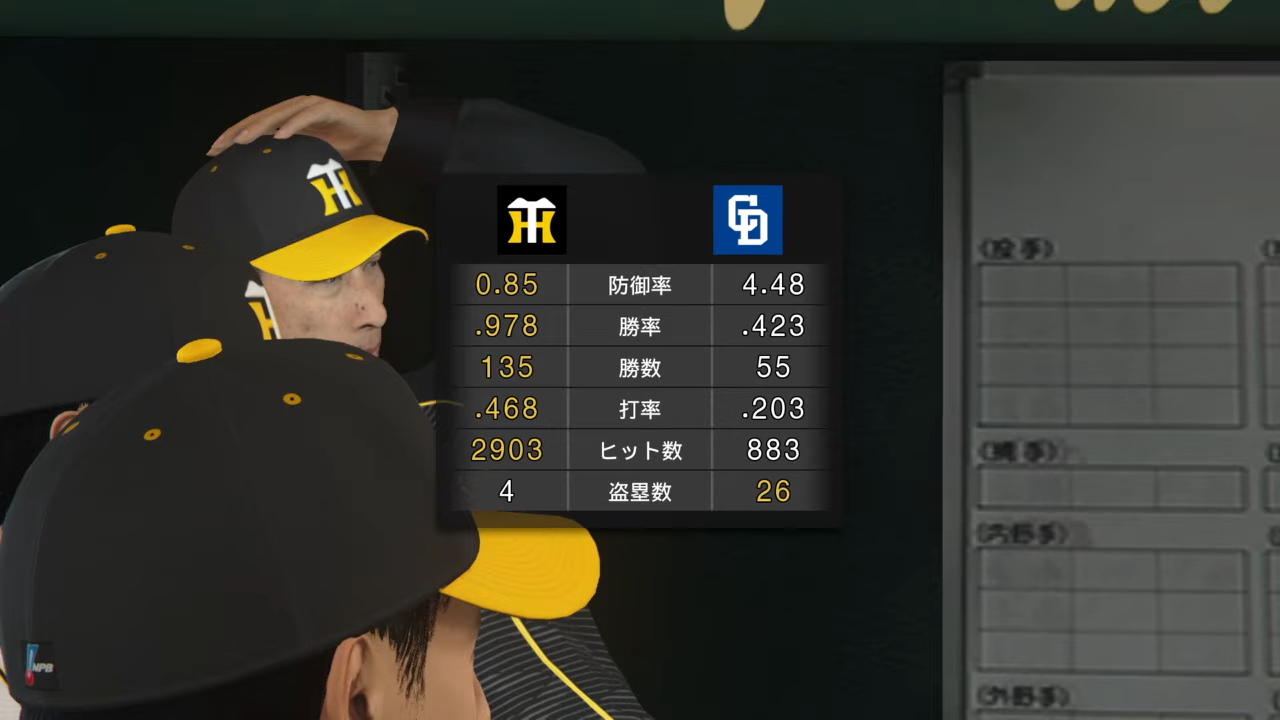 0.85 防御率 4.48
.978 勝率 .423
135 勝数 55
.468 打率 .203
2903 ヒット数 883
4 盗塁数 26
《投手》
《捕手》
《内野手》
《外野手》
NPB